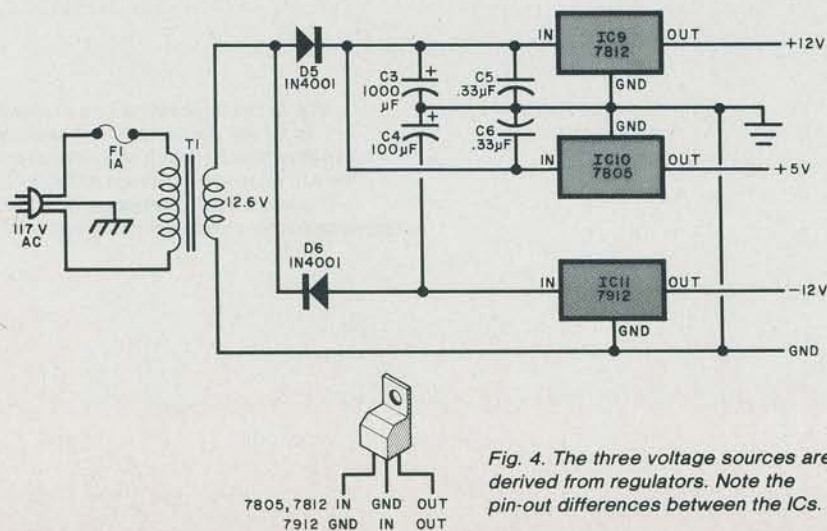 IC9
7812
IN
OUT
+12V
GND
D5
1N4001
C3
1000
µF
+
C5
.33µF
C4
100µF
+
C6
.33µF
GND
IC10
7805
IN
OUT
+5V
F1
1A
T1
12.6V
117 V
AC
D6
1N4001
IC11
7912
IN
OUT
-12V
GND
GND
7805, 7812 IN GND OUT
7912 GND IN OUT
Fig. 4. The three voltage sources are
derived from regulators. Note the
pin-out differences between the ICs.